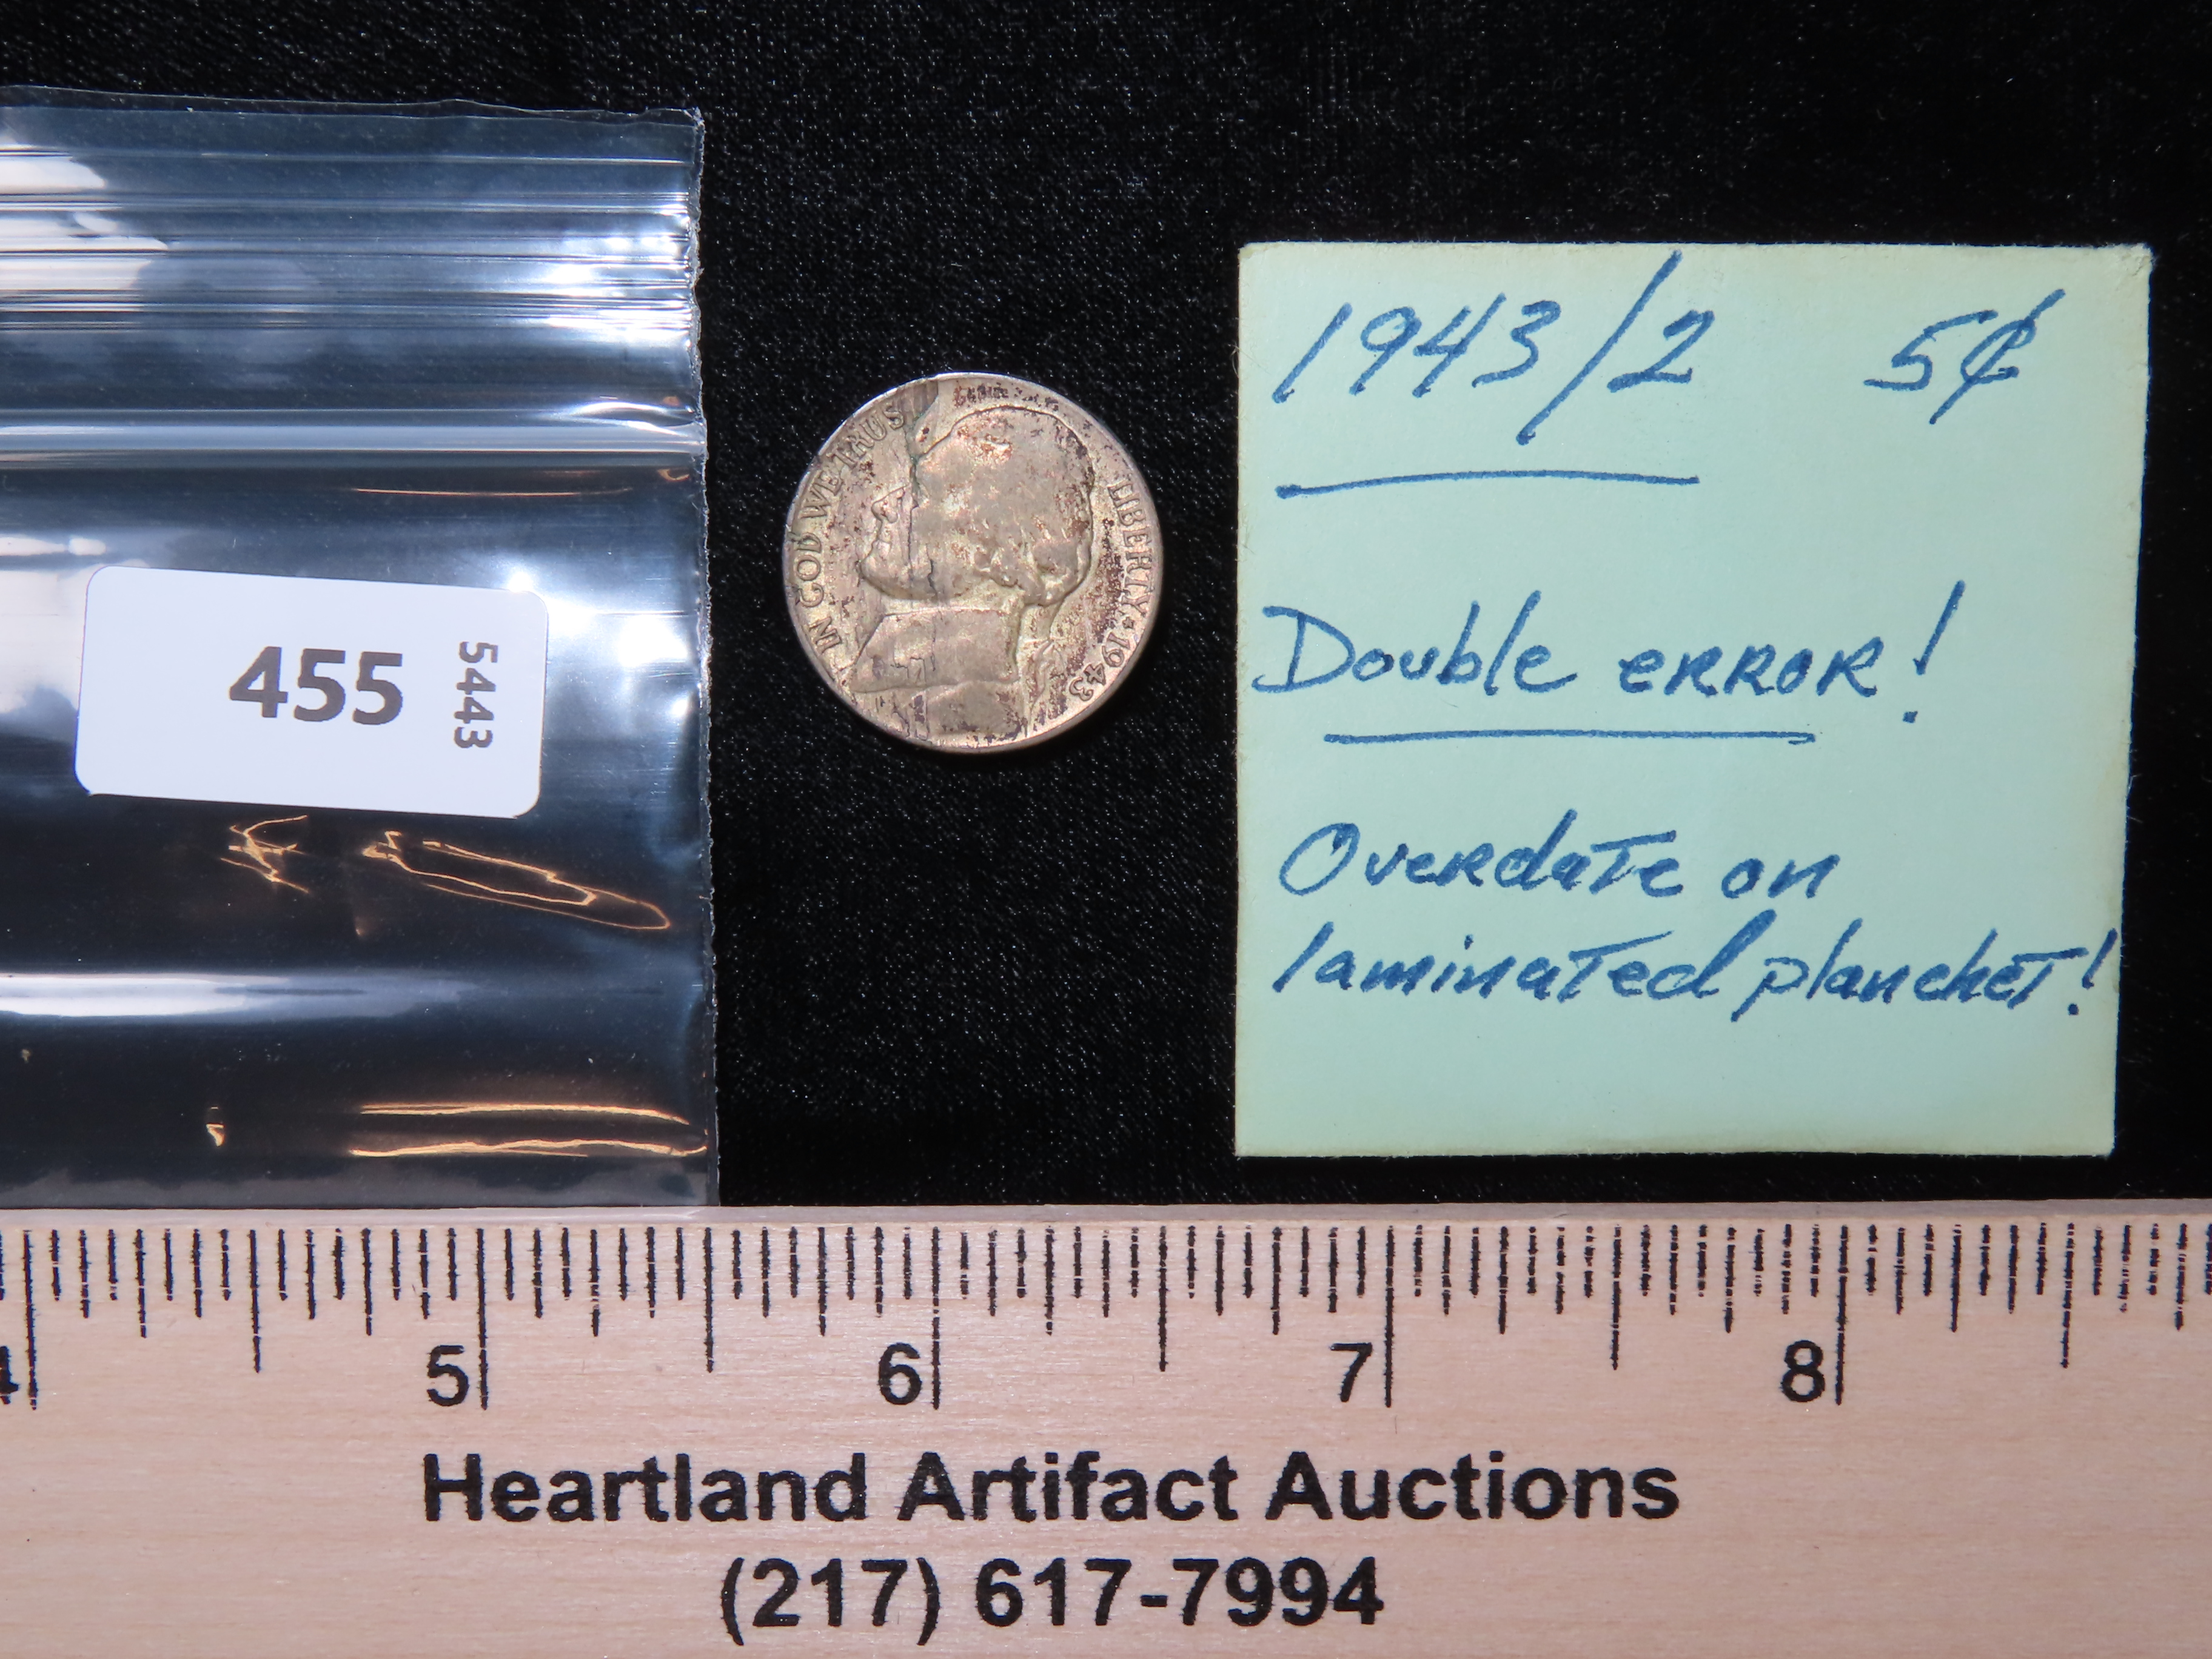 455
5443
IN GOD WE TRUST
LIBERTY ★ 1943
1943/2 5¢
Double ERROR!
Overdate on
laminated planchet!
4 5 6 7 8
Heartland Artifact Auctions
(217) 617-7994